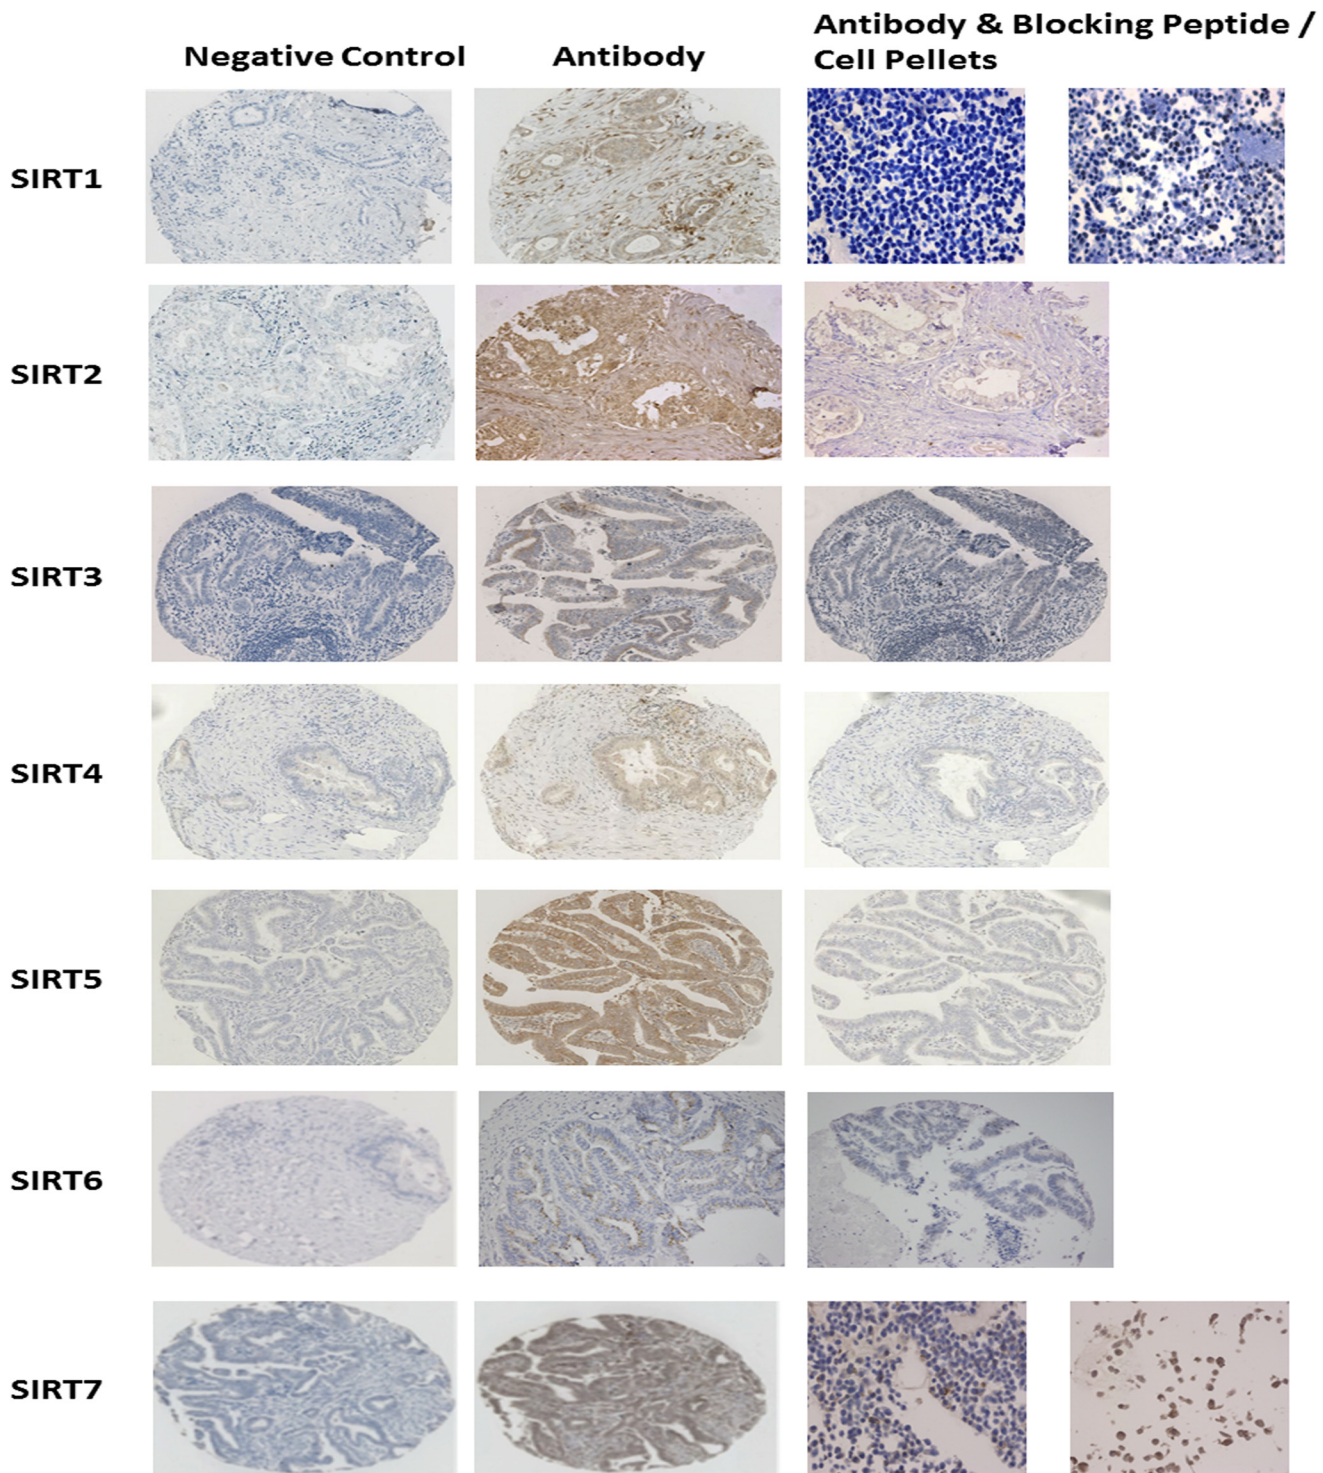 Negative Control
Antibody
Antibody & Blocking Peptide /
Cell Pellets
SIRT1
SIRT2
SIRT3
SIRT4
SIRT5
SIRT6
SIRT7